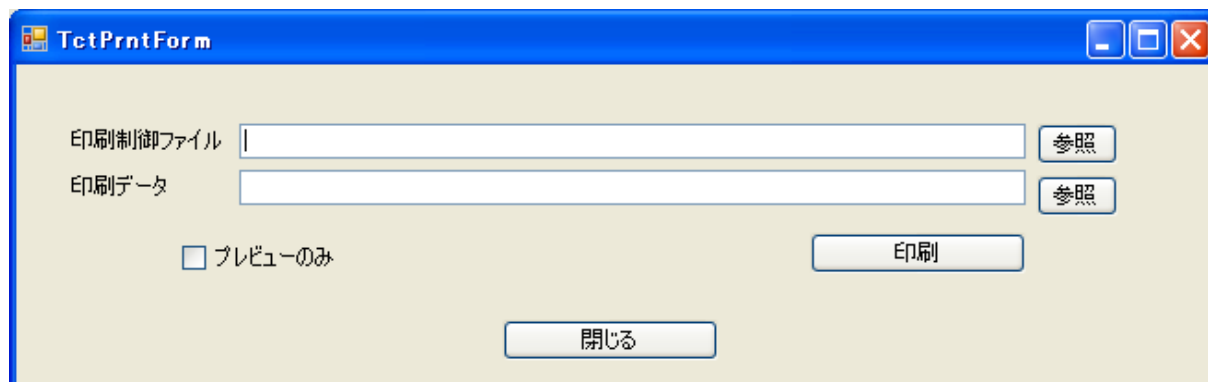 TctPrntForm
印刷制御ファイル
参照
印刷データ
参照
プレビューのみ
印刷
閉じる